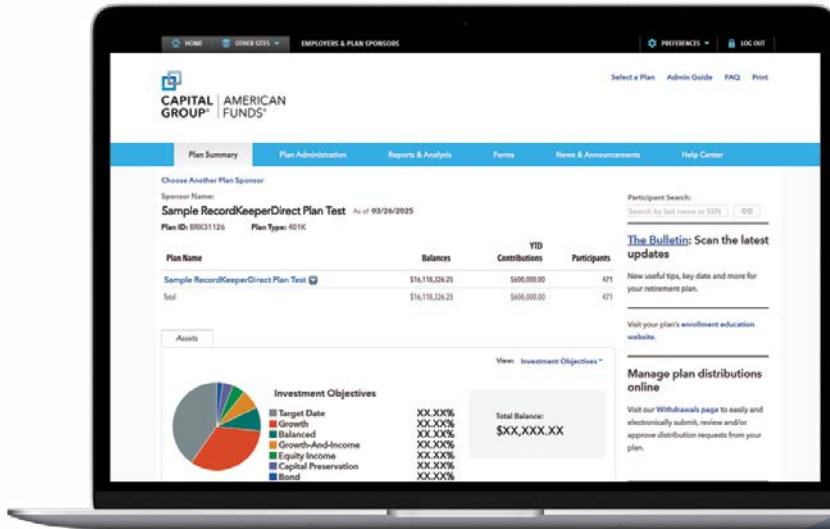 HOME OTHER SITES EMPLOYERS & PLAN SPONSORS PREFERENCES LOG OUT
Select a Plan Admin Guide FAQ Print
CAPITAL GROUP® | AMERICAN FUNDS®
Plan Summary Plan Administration Reports & Analysis Forms News & Announcements Help Center
Choose Another Plan Sponsor
Sponsor Name:
Sample RecordKeeperDirect Plan Test As of 03/26/2025
Plan ID: BRK31126 Plan Type: 401K
Plan Name Balances YTD Contributions Participants
Sample RecordKeeperDirect Plan Test $16,118,326.25 $600,000.00 471
Total $16,118,326.25 $600,000.00 471
Participant Search:
Search by last name or SSN GO
The Bulletin: Scan the latest
updates
New useful tips, key date and more for
your retirement plan.
Visit your plan's enrollment education
website.
Manage plan distributions
online
Visit our Withdrawals page to easily and
electronically submit, review and/or
approve distribution requests from your
plan.
Assets
View: Investment Objectives
Investment Objectives
Target Date XX.XX%
Growth XX.XX%
Balanced XX.XX%
Growth-And-Income XX.XX%
Equity Income XX.XX%
Capital Preservation XX.XX%
Bond XX.XX%
Total Balance:
$XX,XXX.XX